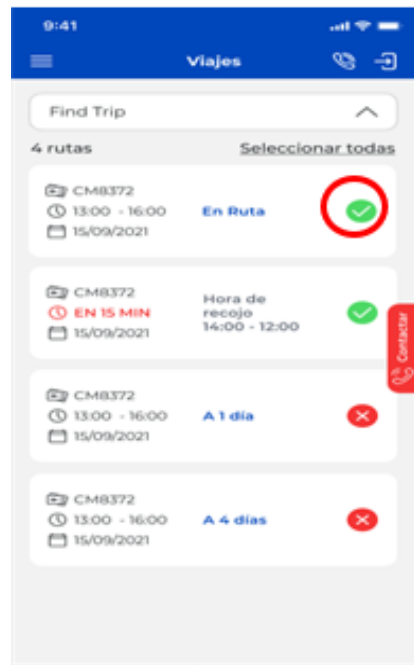 9:41
Viajes
Find Trip
4 rutas Seleccionar todas
CM8372
13:00 - 16:00 En Ruta
15/09/2021
CM8372
EN 15 MIN
15/09/2021
Hora de
recojo
14:00 - 12:00
Contactar
CM8372
13:00 - 16:00 A 1 día
15/09/2021
CM8372
13:00 - 16:00 A 4 días
15/09/2021